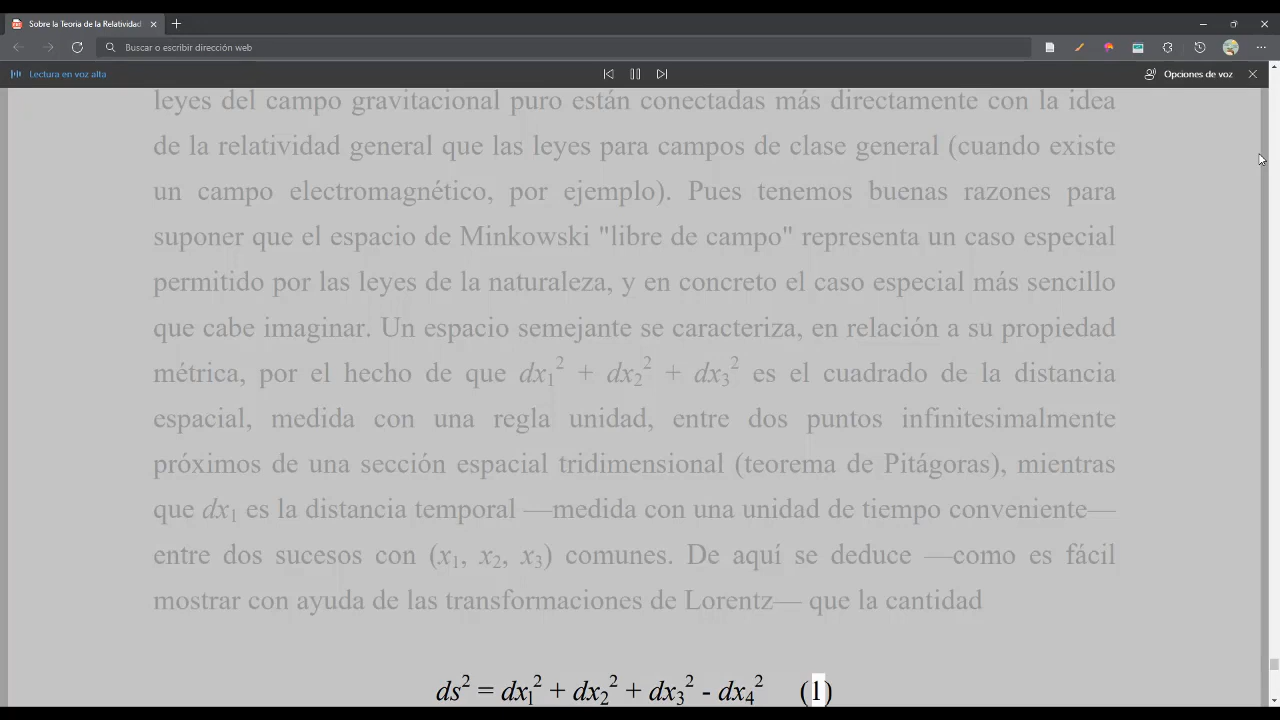 Sobre la Teoria de la Relatividad
Buscar o escribir dirección web
Lectura en voz alta
Opciones de voz
leyes del campo gravitacional puro están conectadas más directamente con la idea
de la relatividad general que las leyes para campos de clase general (cuando existe
un campo electromagnético, por ejemplo). Pues tenemos buenas razones para
suponer que el espacio de Minkowski "libre de campo" representa un caso especial
permitido por las leyes de la naturaleza, y en concreto el caso especial más sencillo
que cabe imaginar. Un espacio semejante se caracteriza, en relación a su propiedad
métrica, por el hecho de que dx₁² + dx₂² + dx₃² es el cuadrado de la distancia
espacial, medida con una regla unidad, entre dos puntos infinitesimalmente
próximos de una sección espacial tridimensional (teorema de Pitágoras), mientras
que dx₁ es la distancia temporal —medida con una unidad de tiempo conveniente—
entre dos sucesos con (x₁, x₂, x₃) comunes. De aquí se deduce —como es fácil
mostrar con ayuda de las transformaciones de Lorentz— que la cantidad
ds² = dx₁² + dx₂² + dx₃² - dx₄² (1)